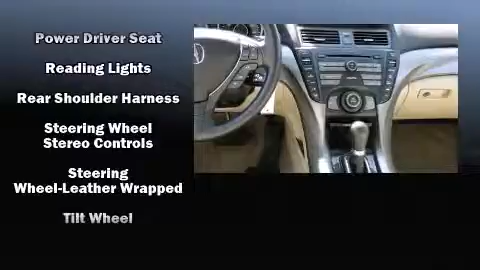 Power Driver Seat
Reading Lights
Rear Shoulder Harness
Steering Wheel
Stereo Controls
Steering
Wheel-Leather Wrapped
Tilt Wheel